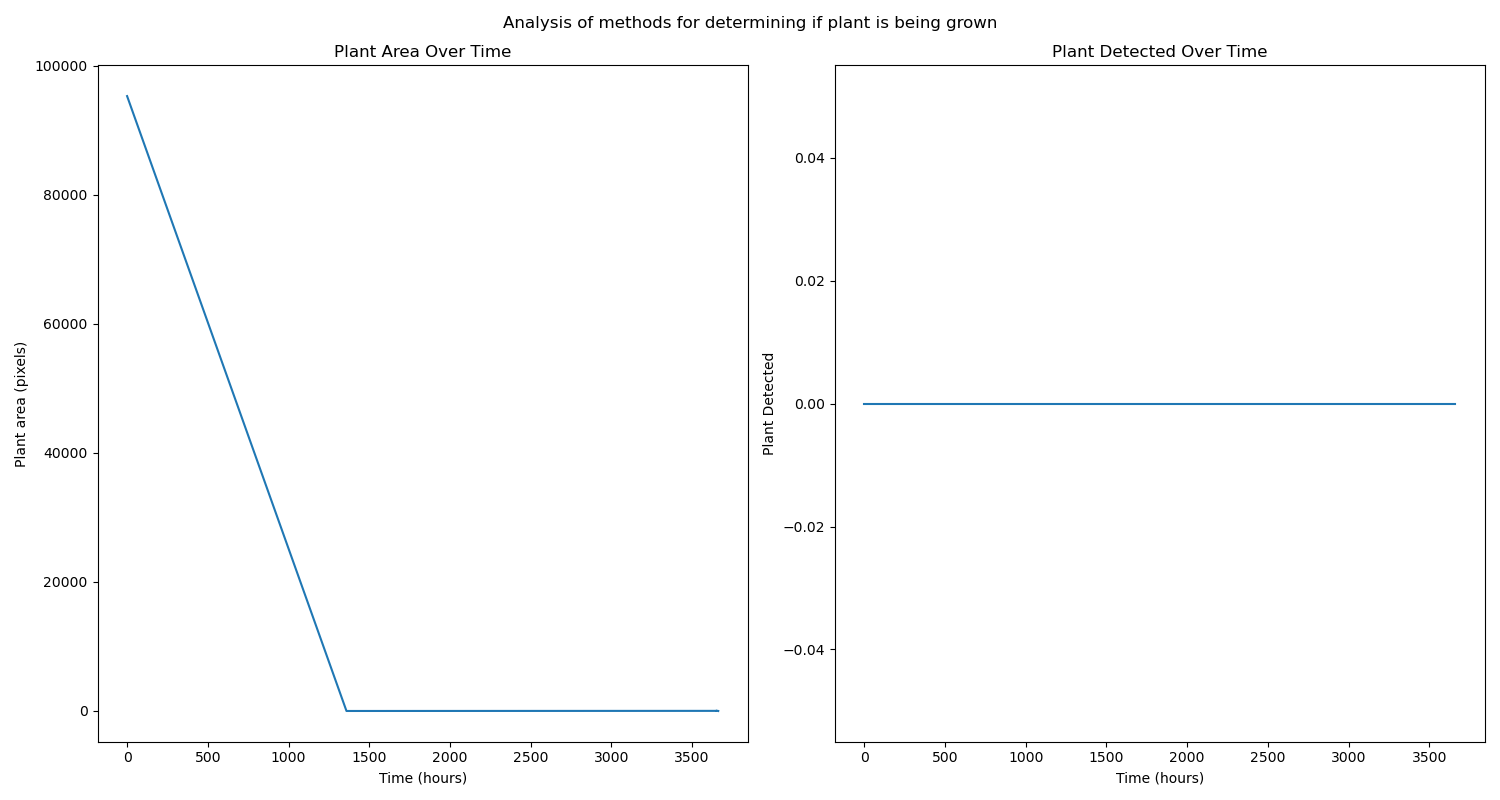 Analysis of methods for determining if plant is being grown
Plant Area Over Time
100000
80000
60000
40000
20000
0
Plant area (pixels)
0 500 1000 1500 2000 2500 3000 3500
Time (hours)
Plant Detected Over Time
0.04
0.02
0.00
−0.02
−0.04
Plant Detected
0 500 1000 1500 2000 2500 3000 3500
Time (hours)